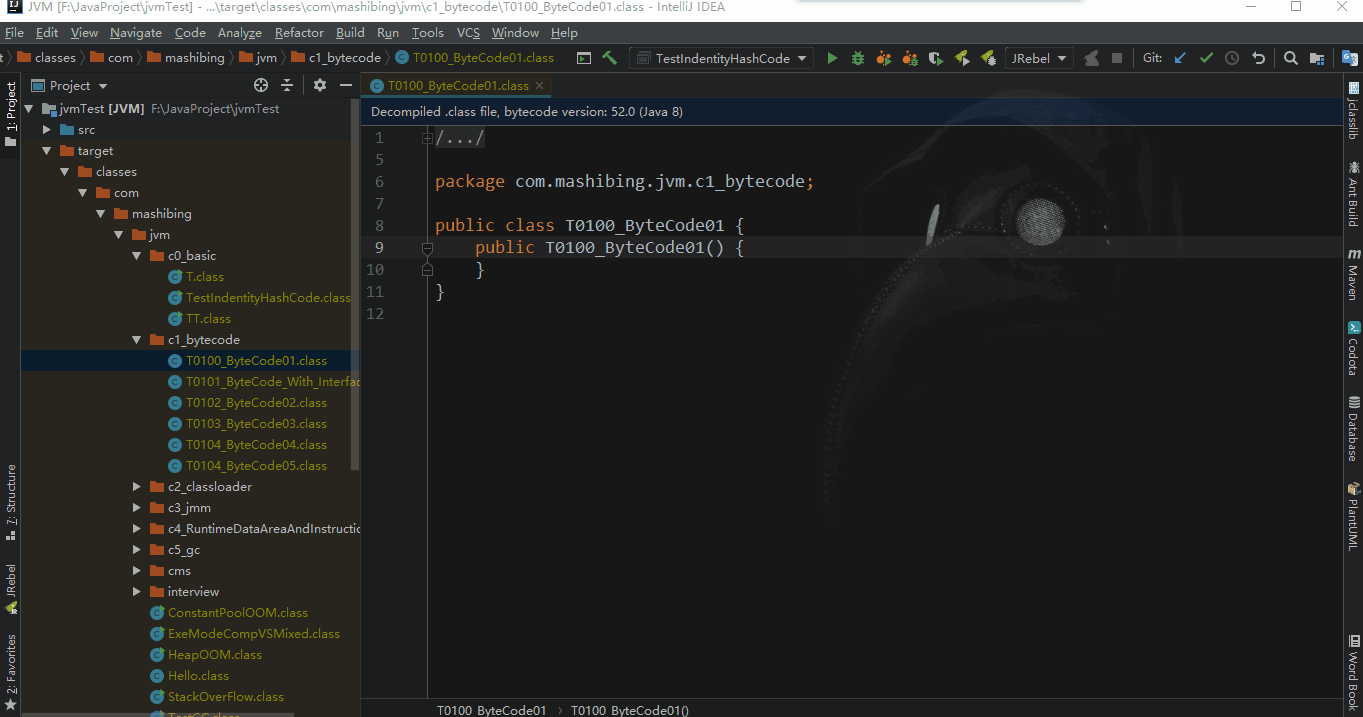 JVM [F:\JavaProject\jvmTest] - ...\target\classes\com\mashibing\jvm\c1_bytecode\T0100_ByteCode01.class - IntelliJ IDEA
File Edit View Navigate Code Analyze Refactor Build Run Tools VCS Window Help
classes com mashibing jvm c1_bytecode T0100_ByteCode01.class TestIndentityHashCode JRebel Git:
Project
T0100_ByteCode01.class
jvmTest [JVM] F:\JavaProject\jvmTest
src
target
classes
com
mashibing
jvm
c0_basic
T.class
TestIndentityHashCode.class
TT.class
c1_bytecode
T0100_ByteCode01.class
T0101_ByteCode_With_Interfac
T0102_ByteCode02.class
T0103_ByteCode03.class
T0104_ByteCode04.class
T0104_ByteCode05.class
c2_classloader
c3_jmm
c4_RuntimeDataAreaAndInstructio
c5_gc
cms
interview
ConstantPoolOOM.class
ExeModeCompVSMixed.class
HeapOOM.class
Hello.class
StackOverFlow.class
Decompiled .class file, bytecode version: 52.0 (Java 8)
1 /.../
5
6 package com.mashibing.jvm.c1_bytecode;
7
8 public class T0100_ByteCode01 {
9 public T0100_ByteCode01() {
10 }
11 }
12
T0100_ByteCode01 › T0100_ByteCode01()
1: Project
7: Structure
JRebel
2: Favorites
jclasslib
Ant Build
Maven
Codota
Database
PlantUML
Word Book